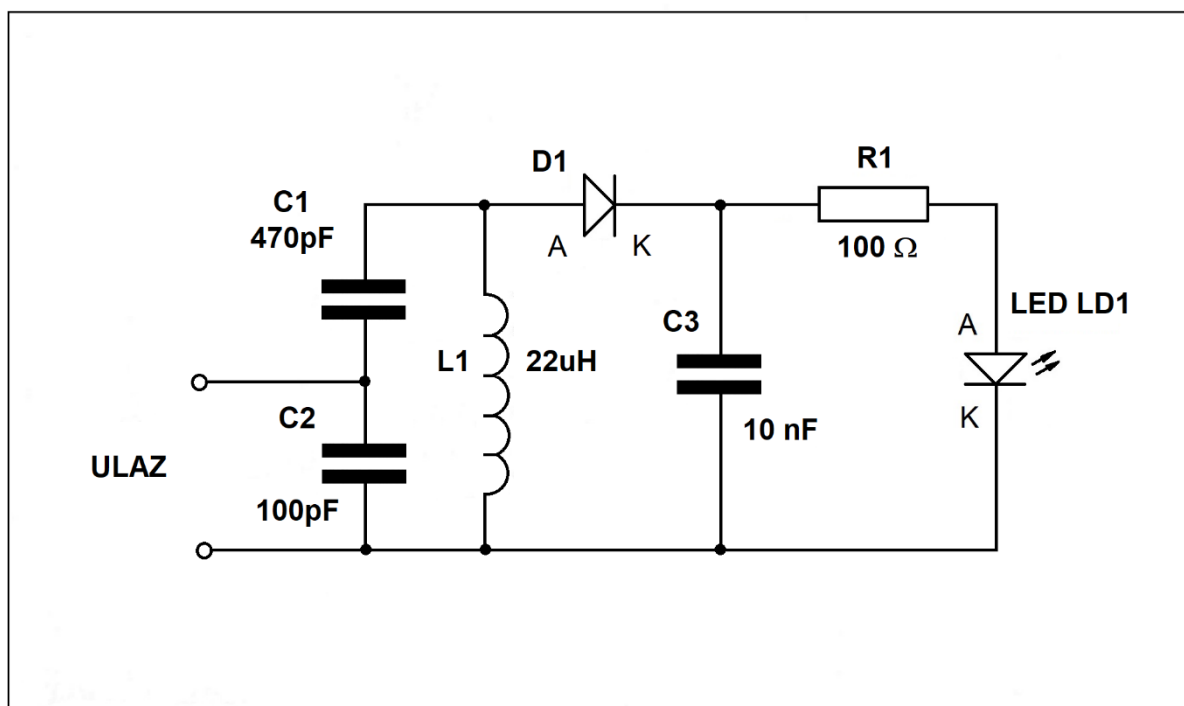 D1
R1
C1
470pF
A
K
100 Ω
LED LD1
C3
A
L1
22uH
C2
K
10 nF
ULAZ
100pF